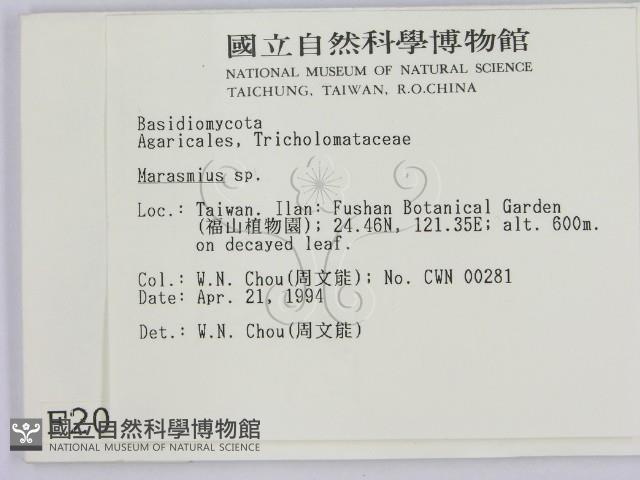 國立自然科學博物館
NATIONAL MUSEUM OF NATURAL SCIENCE
TAICHUNG, TAIWAN, R.O.CHINA
Basidiomycota
Agaricales, Tricholomataceae
Marasmius sp.
Loc.: Taiwan. Ilan: Fushan Botanical Garden
(福山植物園); 24.46N, 121.35E; alt. 600m.
on decayed leaf.
Col.: W.N. Chou(周文能); No. CWN 00281
Date: Apr. 21, 1994
Det.: W.N. Chou(周文能)
E20
國立自然科學博物館
NATIONAL MUSEUM OF NATURAL SCIENCE